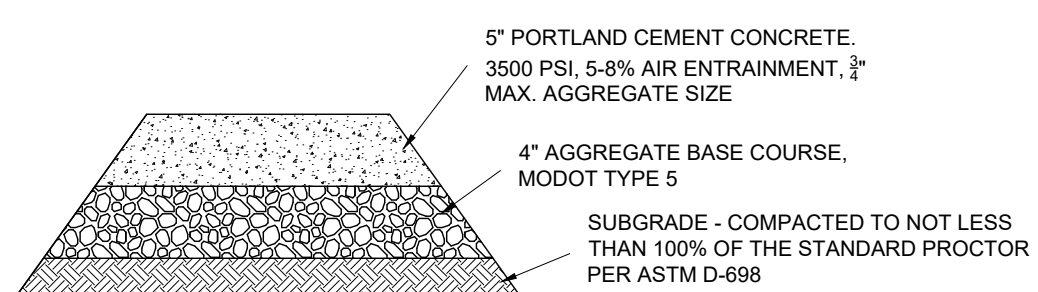 5" PORTLAND CEMENT CONCRETE.
3500 PSI, 5-8% AIR ENTRAINMENT, 3/4"
MAX. AGGREGATE SIZE
4" AGGREGATE BASE COURSE,
MODOT TYPE 5
SUBGRADE - COMPACTED TO NOT LESS
THAN 100% OF THE STANDARD PROCTOR
PER ASTM D-698